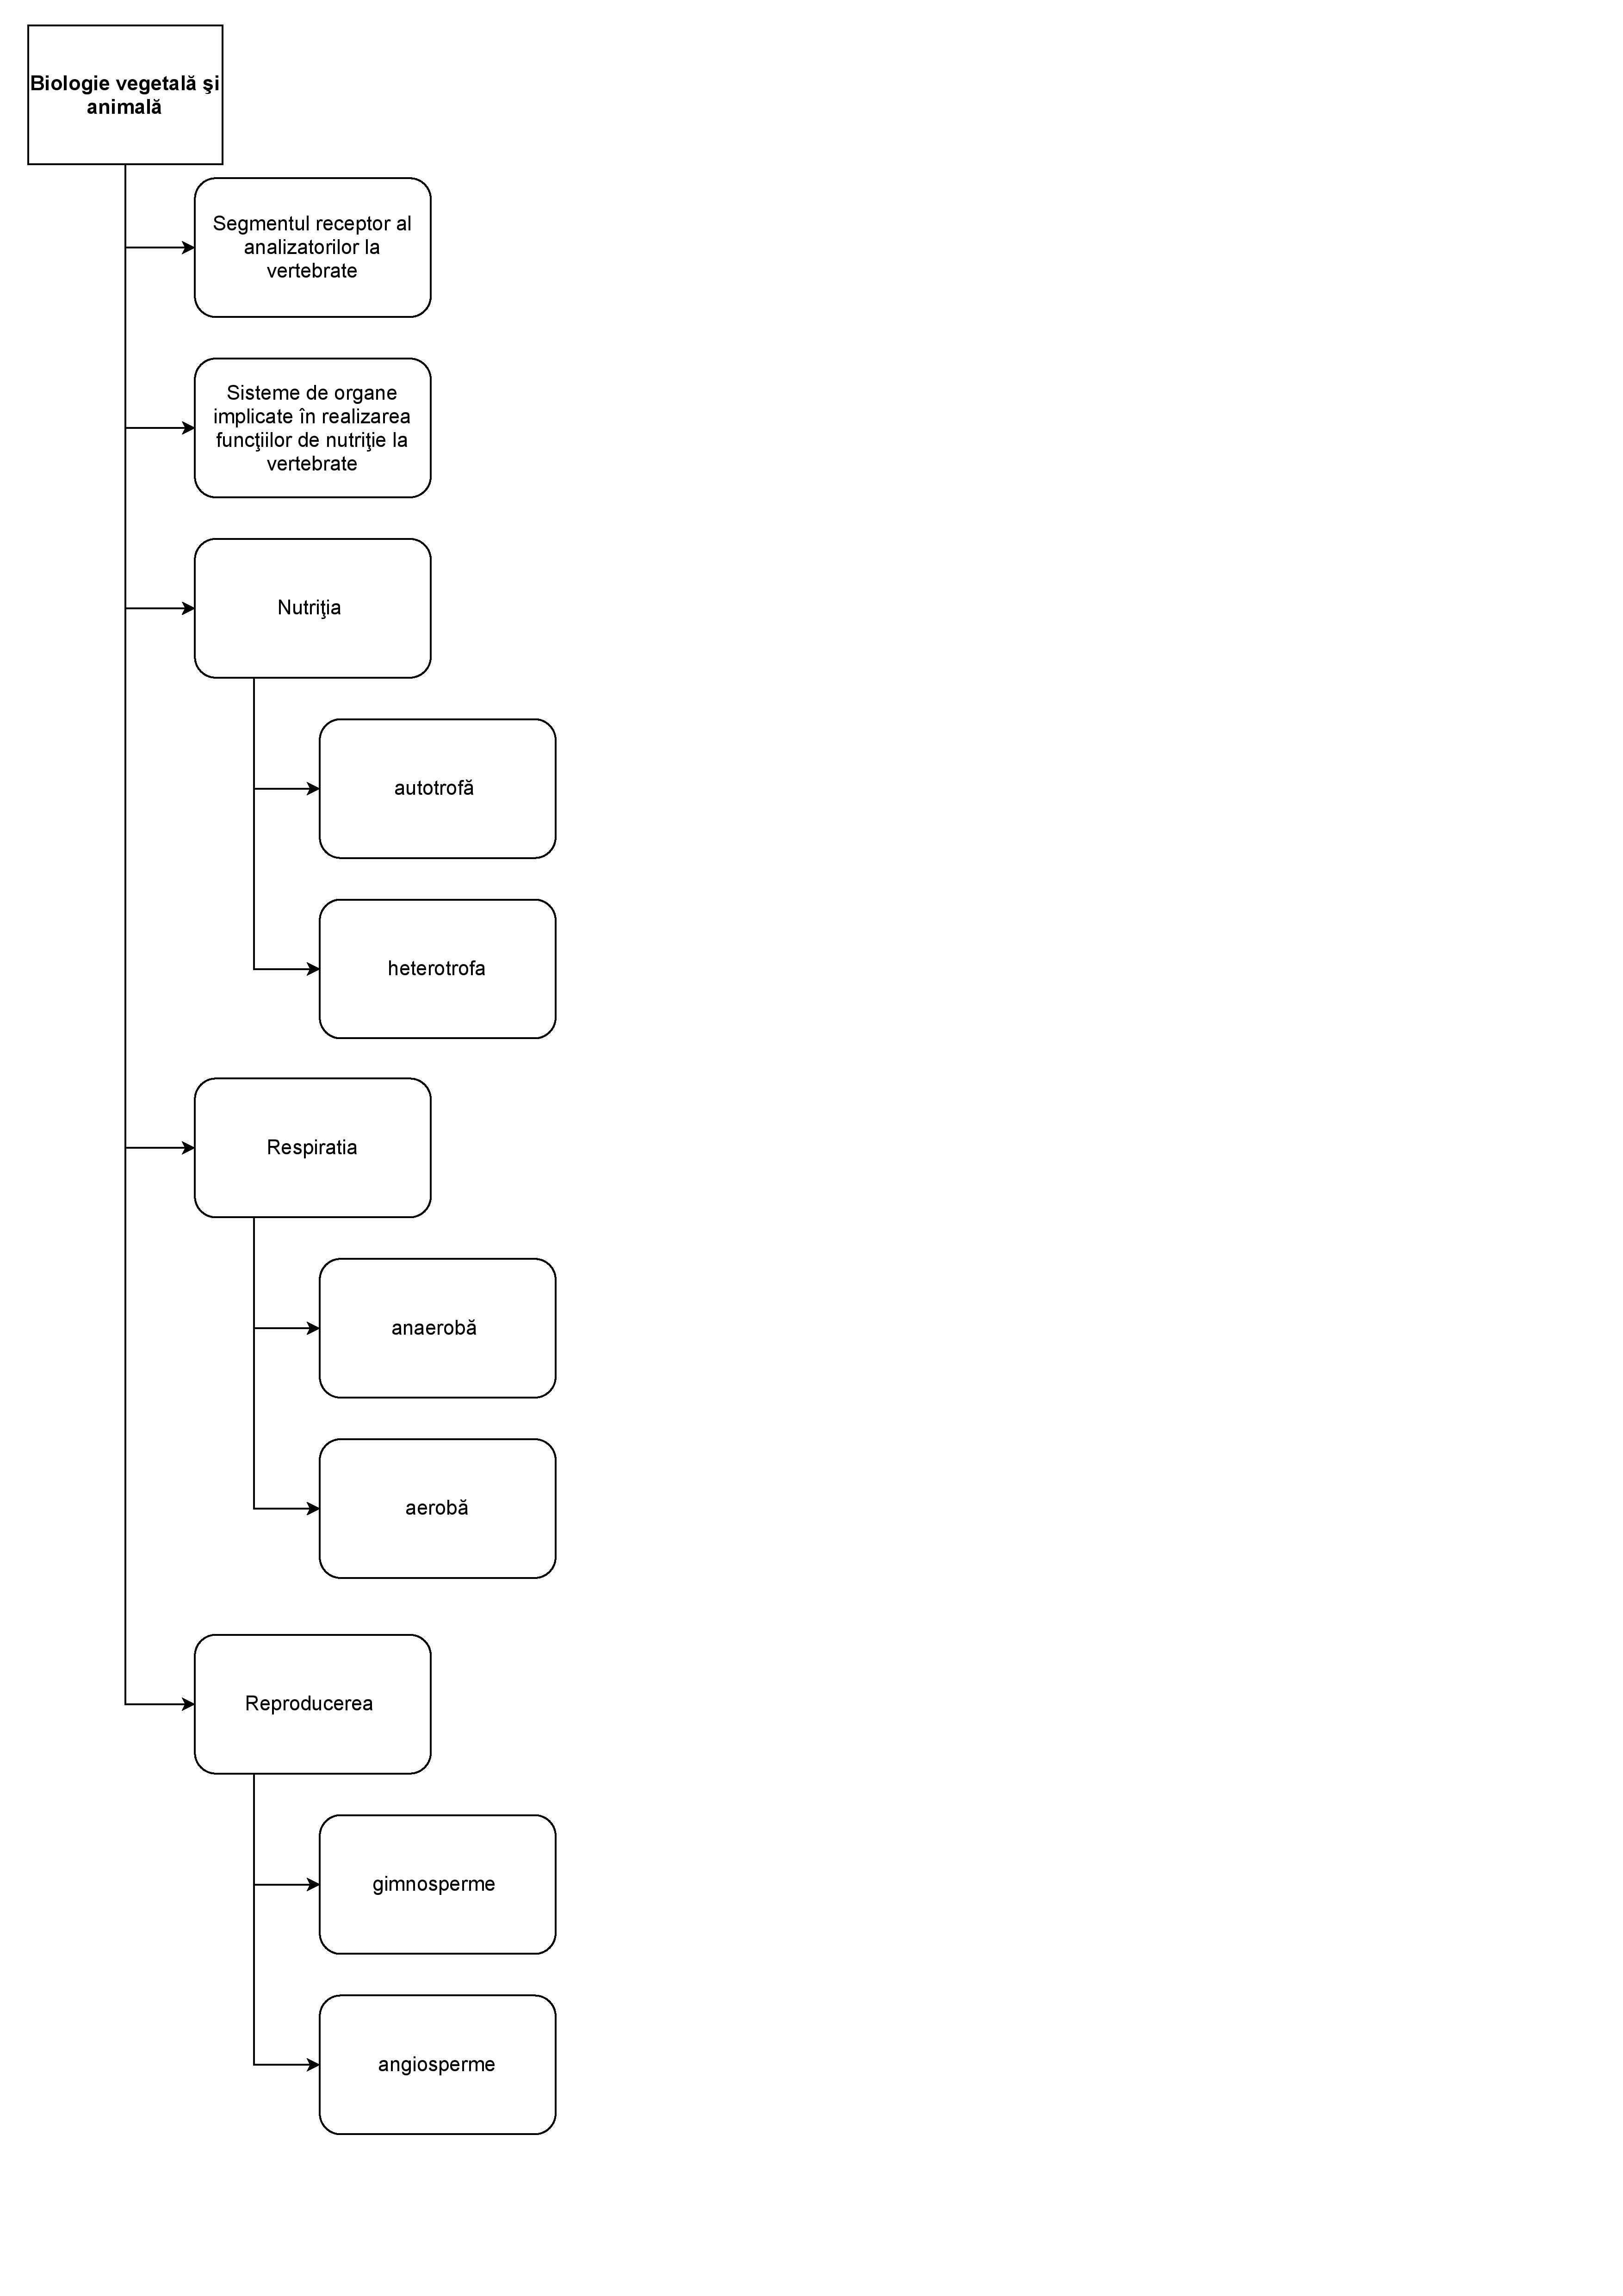 Biologie vegetală şi
animală
Segmentul receptor al
analizatorilor la
vertebrate
Sisteme de organe
implicate în realizarea
funcţiilor de nutriţie la
vertebrate
Nutriţia
autotrofă
heterotrofa
Respiratia
anaerobă
aerobă
Reproducerea
gimnosperme
angiosperme